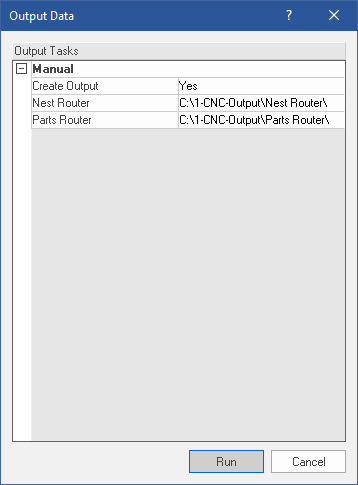 Output Data ?
Output Tasks
Manual
Create Output Yes
Nest Router C:\1-CNC-Output\Nest Router\
Parts Router C:\1-CNC-Output\Parts Router\
Run Cancel